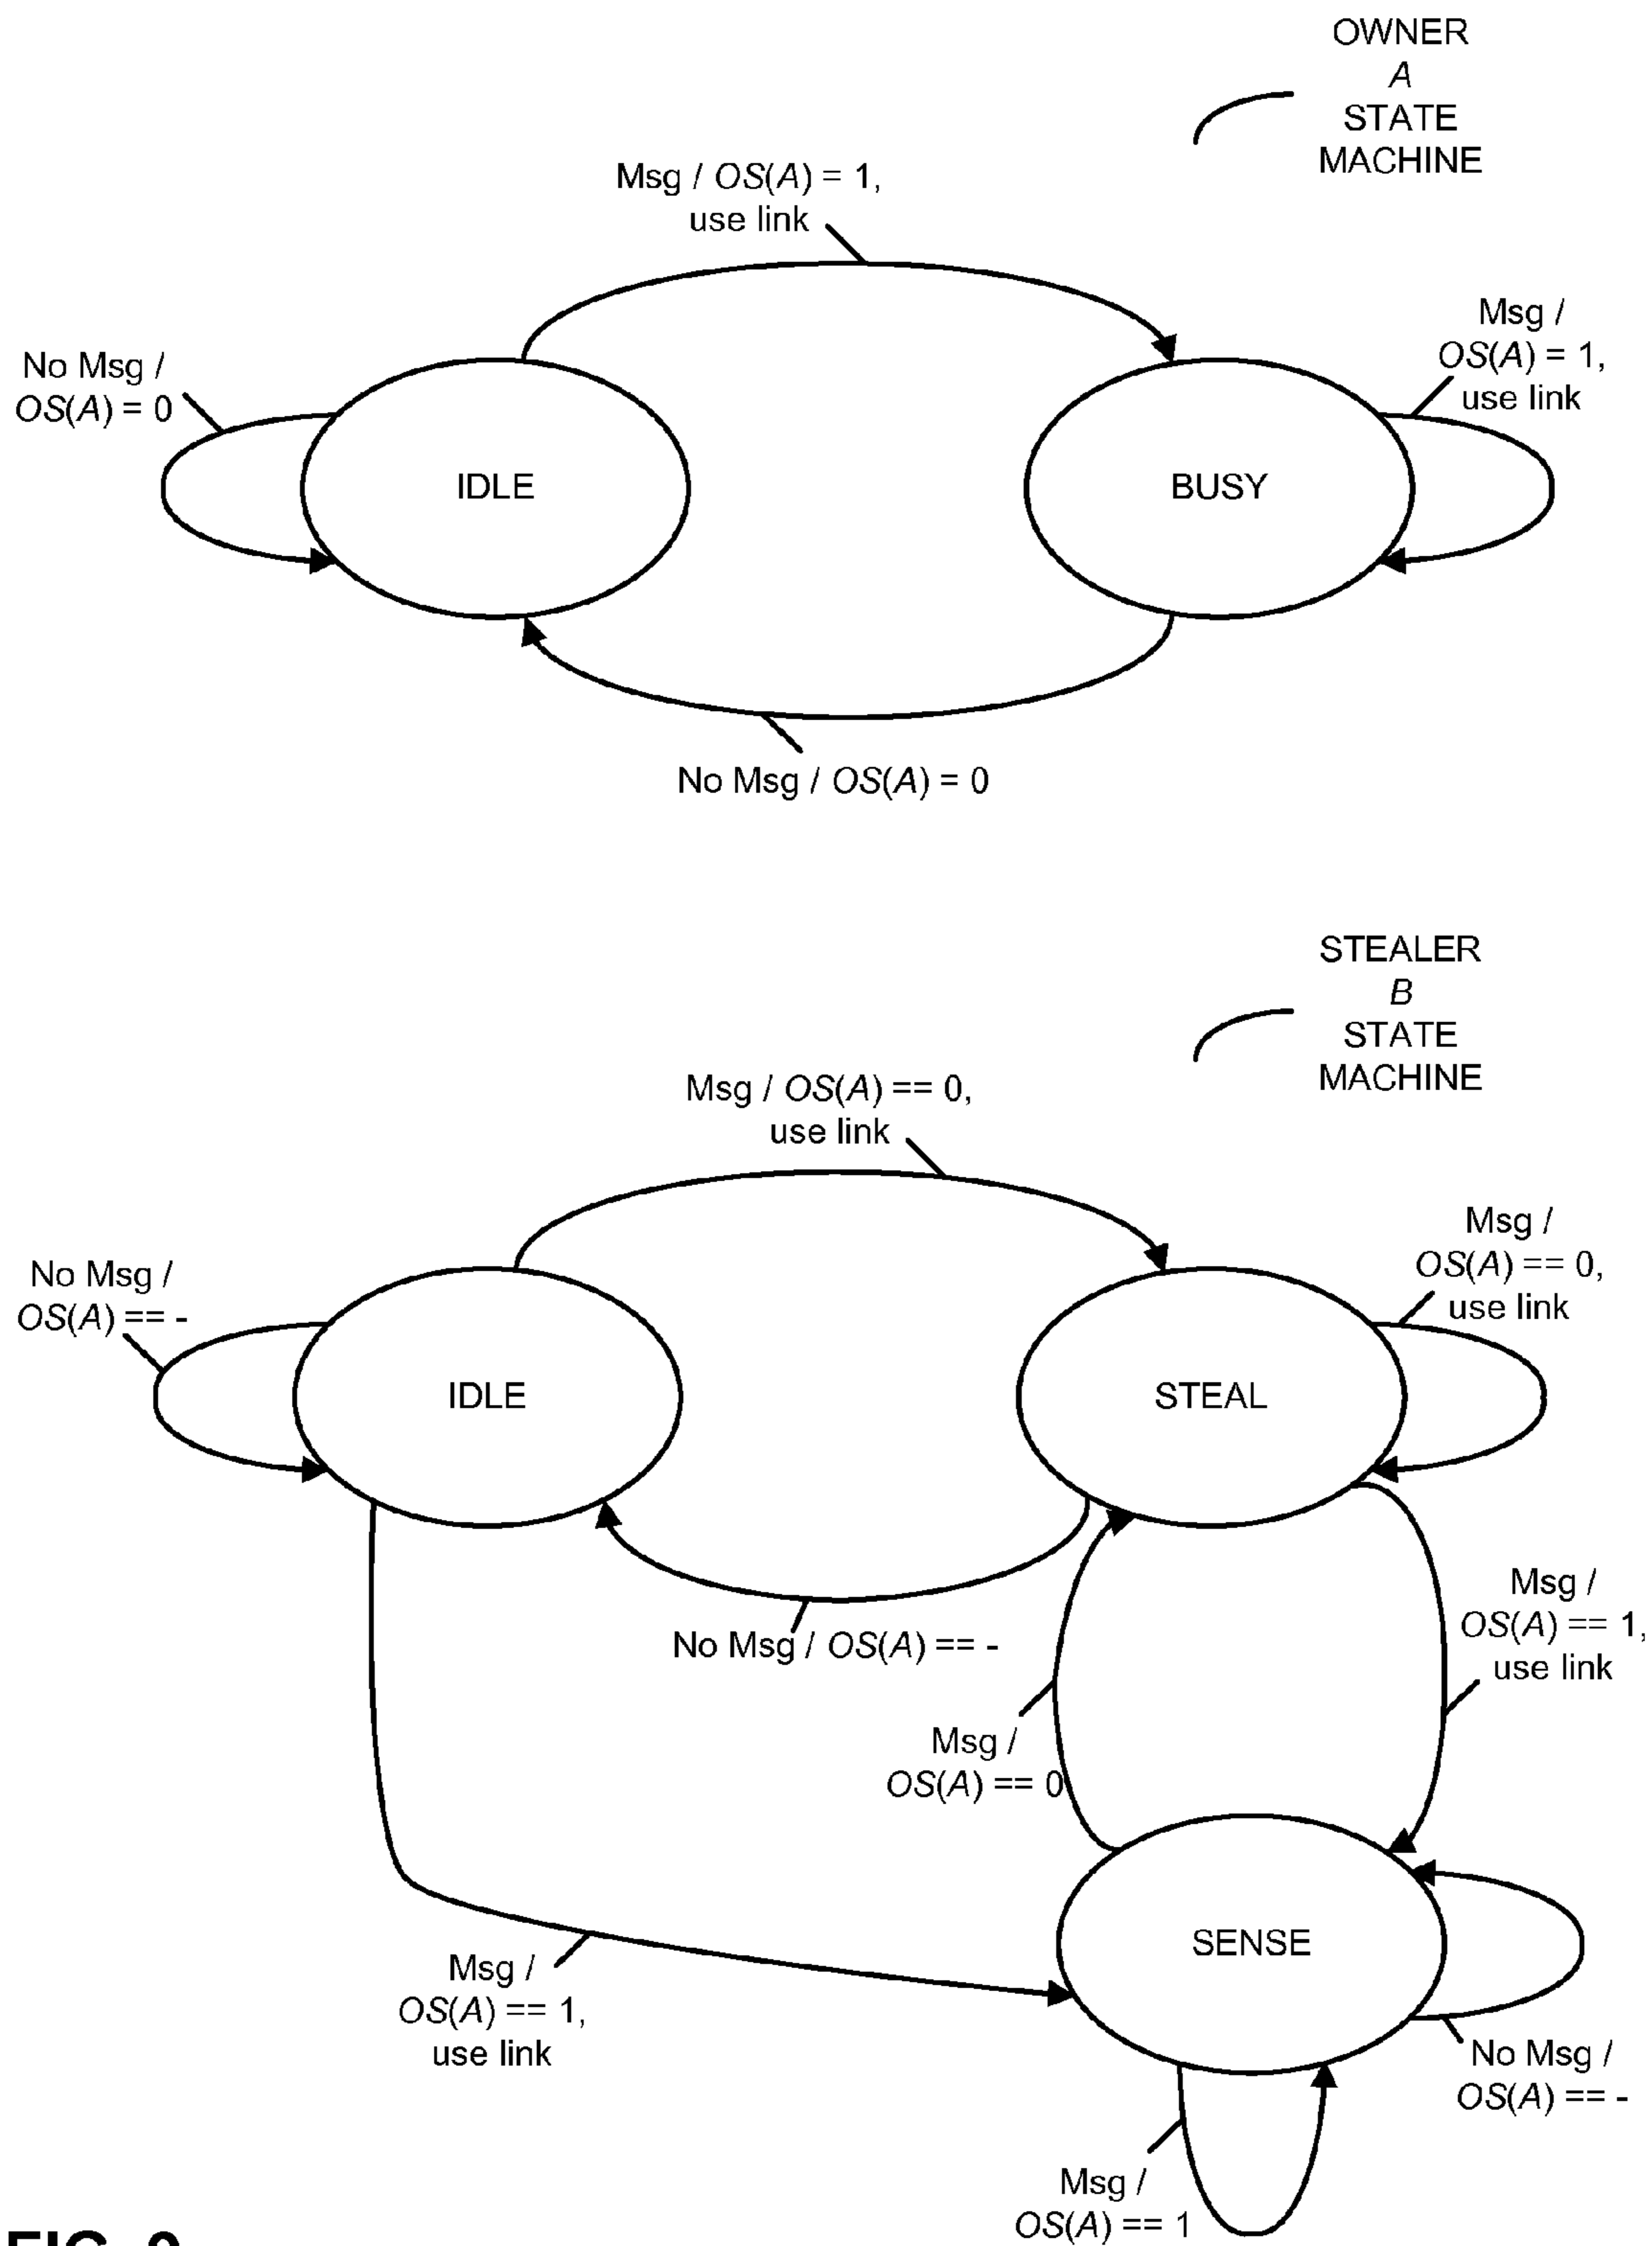 OWNER
A
STATE
MACHINE
Msg / OS(A) = 1,
use link
Msg /
OS(A) = 1,
use link
No Msg /
OS(A) = 0
IDLE
BUSY
No Msg / OS(A) = 0
STEALER
B
STATE
MACHINE
Msg / OS(A) == 0,
use link
Msg /
OS(A) == 0,
use link
No Msg /
OS(A) == -
IDLE
STEAL
Msg /
OS(A) == 1,
use link
No Msg / OS(A) == -
Msg /
OS(A) == 0
SENSE
Msg /
OS(A) == 1,
use link
No Msg /
OS(A) == -
Msg /
OS(A) == 1
FIG.